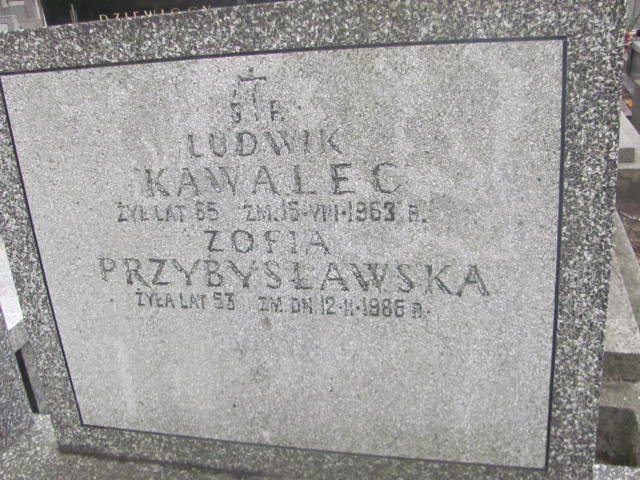 Ś P.
LUDWIK
KAWALEC
ŻYŁ LAT 65 ZM. 15-VIII-1963 R.
ZOFIA
PRZYBYSŁAWSKA
ŻYŁA LAT 53 ZM. DN. 12-II-1986 R.